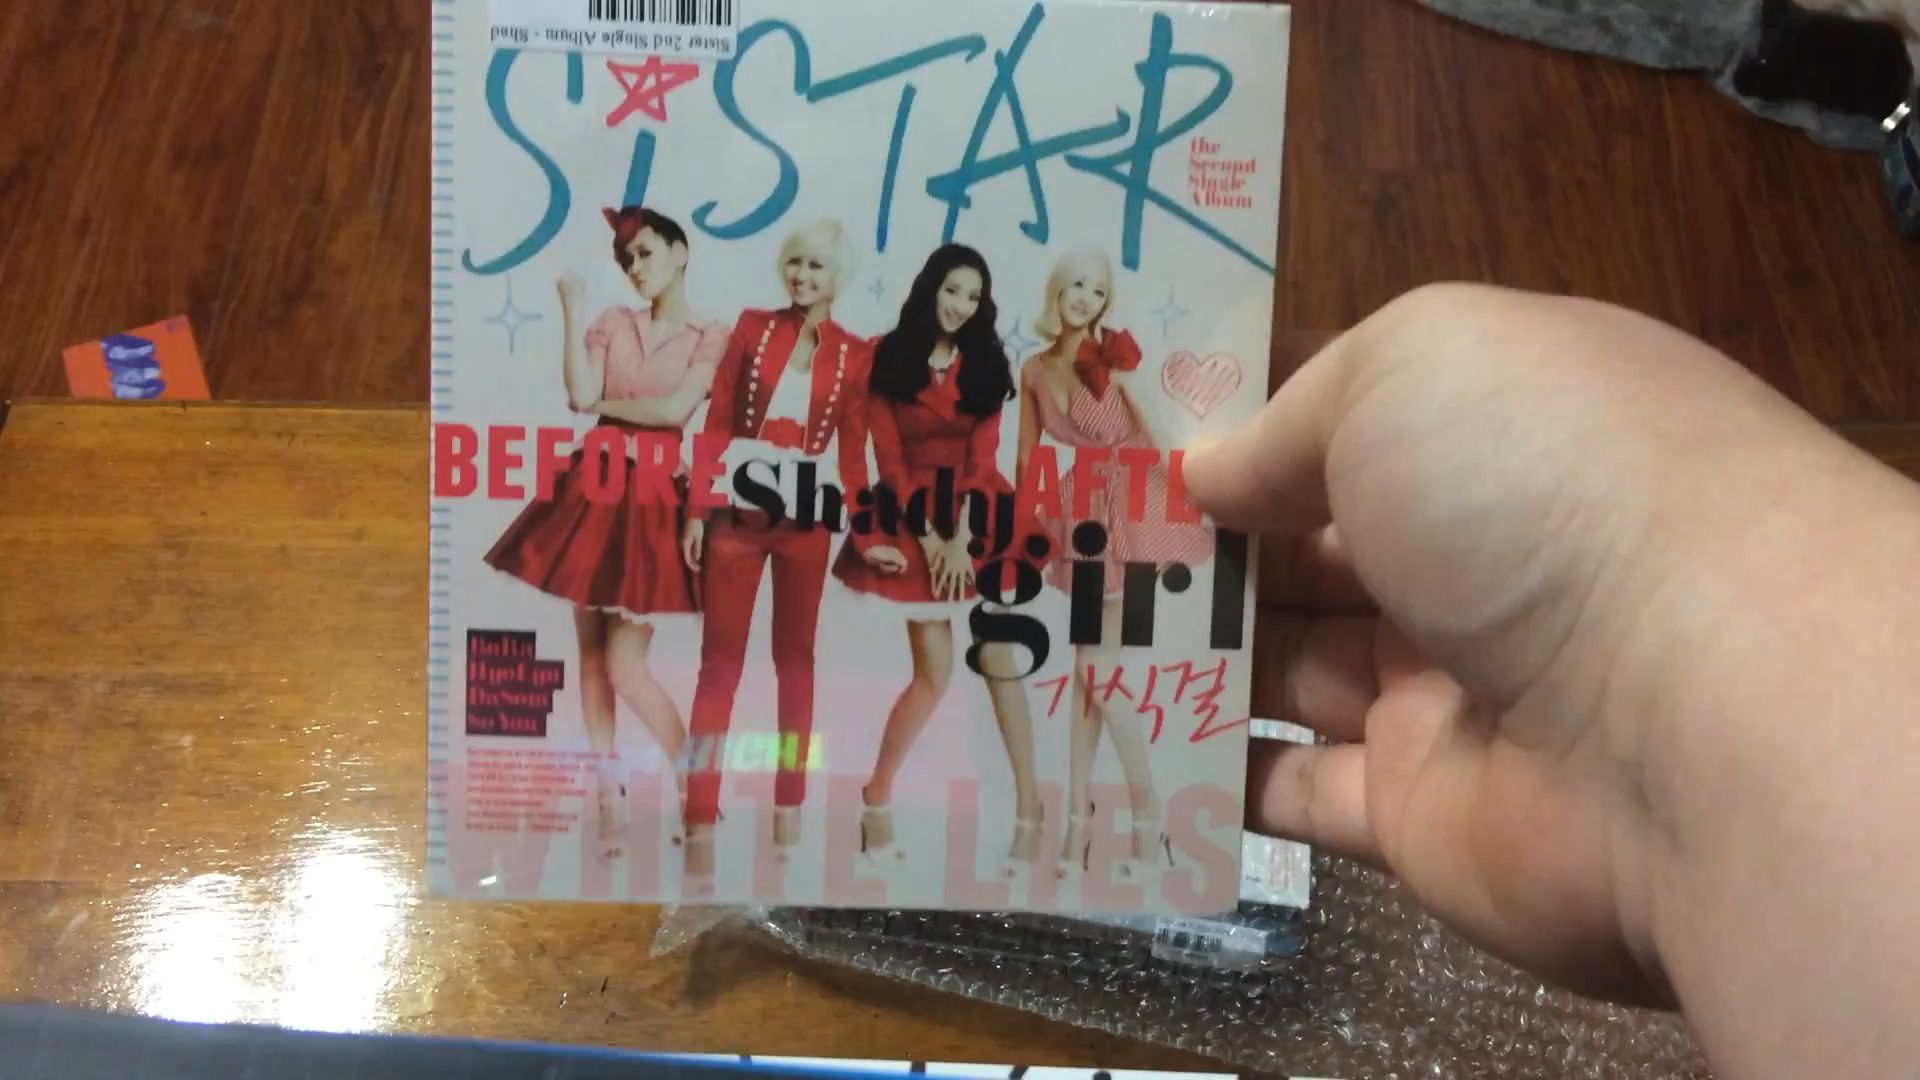 Sister 2nd Single Album - Shad
SiSTAR
the
Second
Single
Album
BEFORE Shady AFTE
girl
가식걸
BoRa
HyoLyn
DaSom
SoYou
WHITE LIES